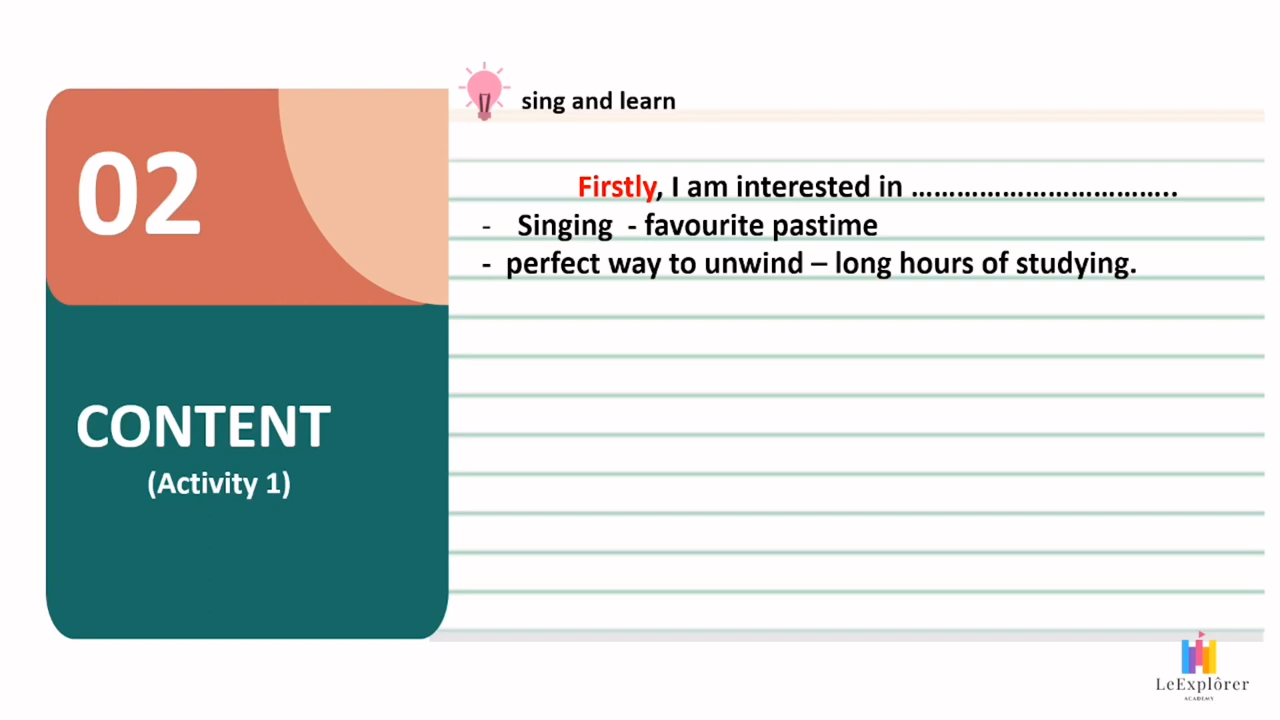 02
CONTENT
(Activity 1)
sing and learn
Firstly, I am interested in ……………………………..
- Singing - favourite pastime
- perfect way to unwind – long hours of studying.
LeExplôrer
ACADEMY